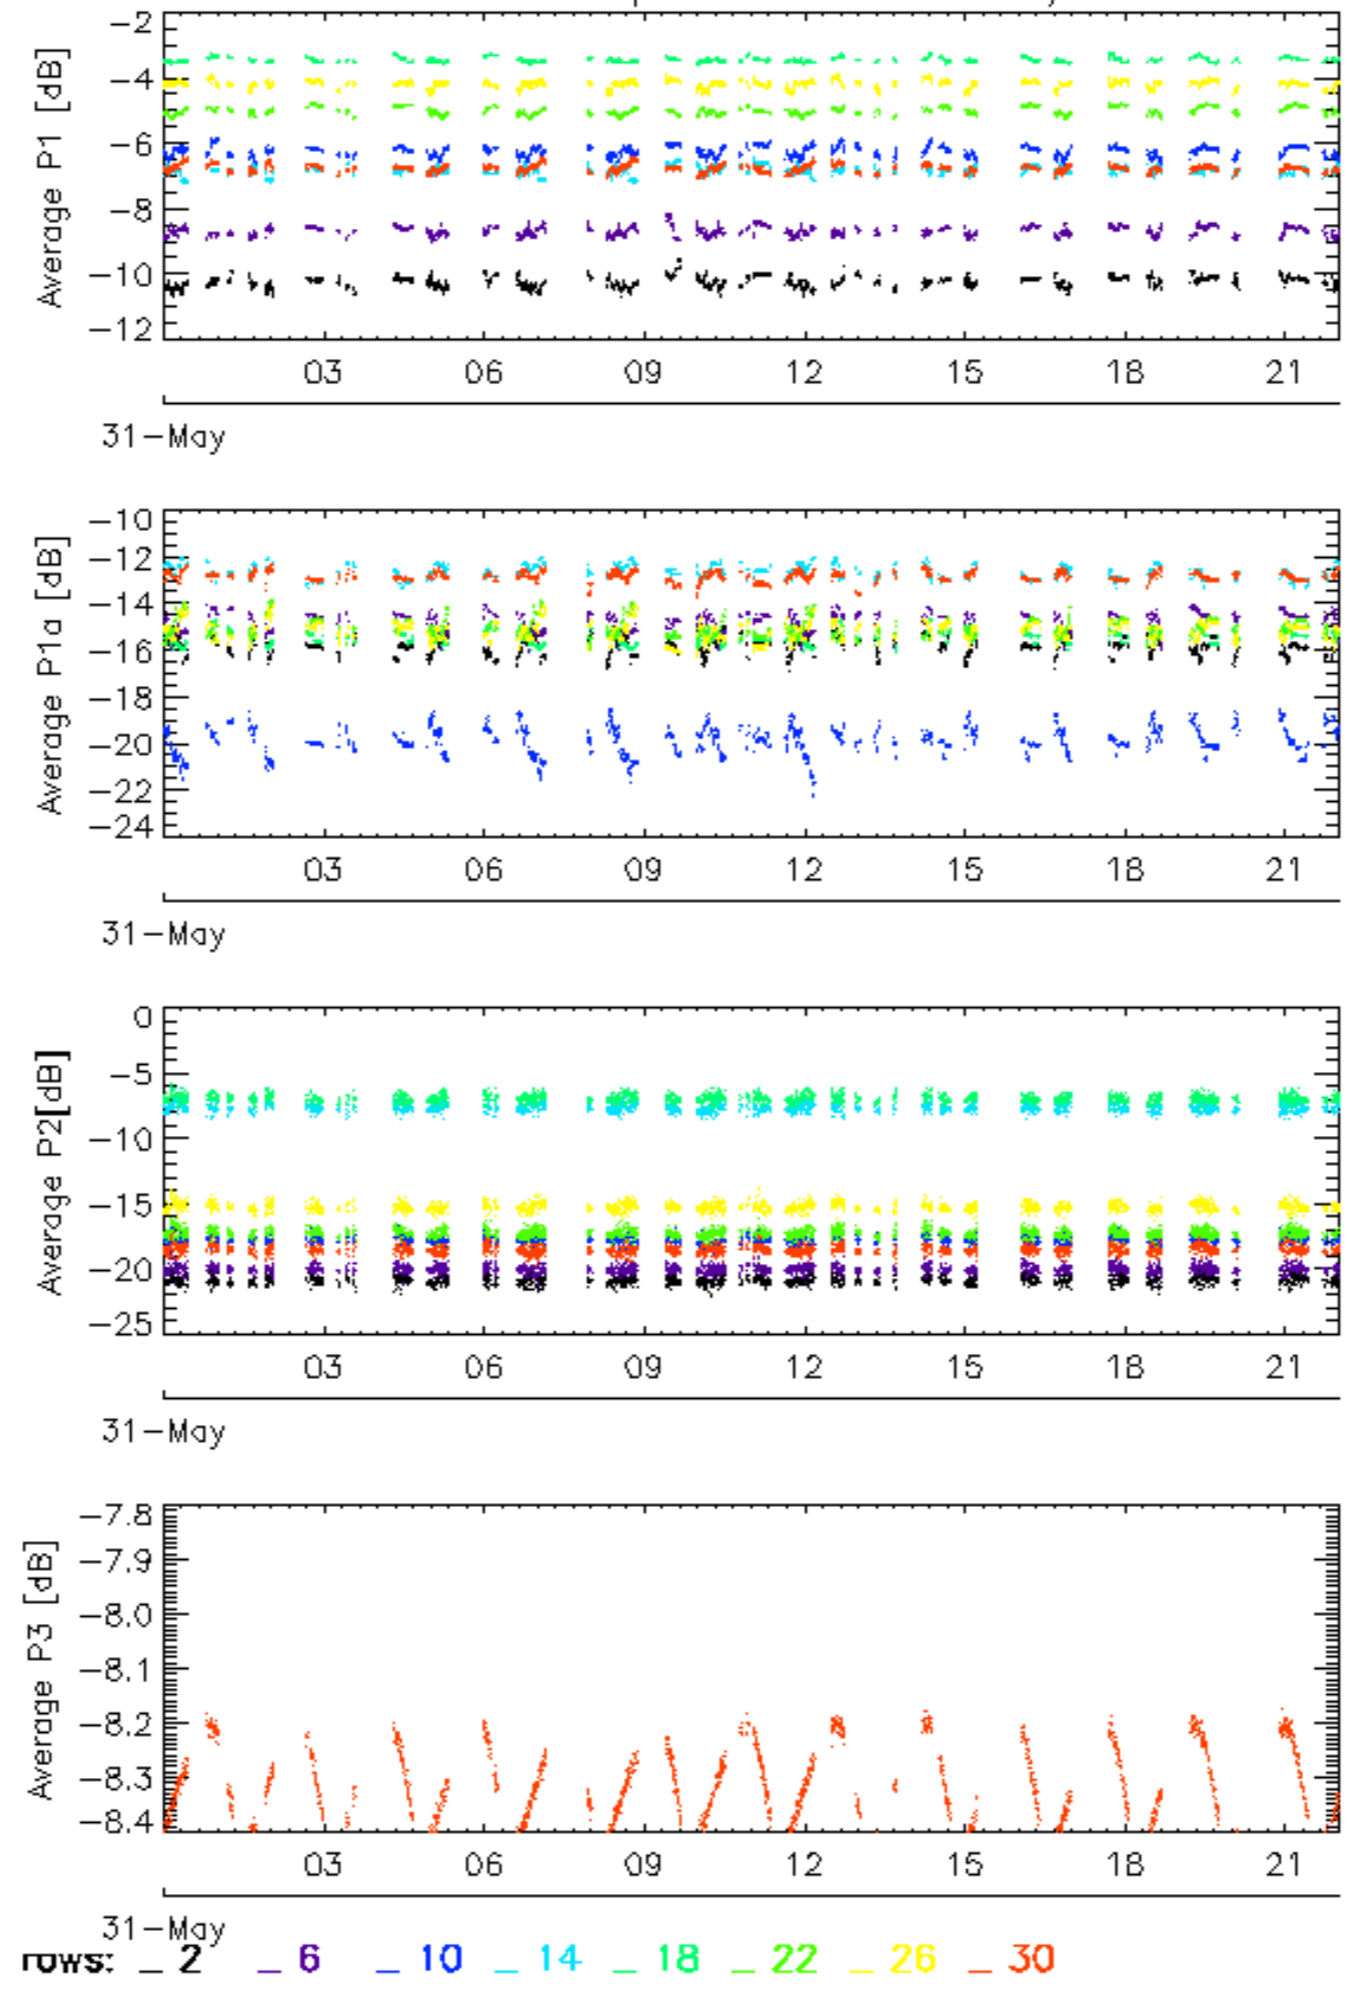 Average P1 [dB]
−2
−4
−6
−8
−10
−12
03 06 09 12 15 18 21
31−May
Average P1a [dB]
−10
−12
−14
−16
−18
−20
−22
−24
03 06 09 12 15 18 21
31−May
Average P2[dB]
0
−5
−10
−15
−20
−25
03 06 09 12 15 18 21
31−May
Average P3 [dB]
−7.8
−7.9
−8.0
−8.1
−8.2
−8.3
−8.4
03 06 09 12 15 18 21
31−May
rows: _ 2 _ 6 _ 10 _ 14 _ 18 _ 22 _ 26 _ 30